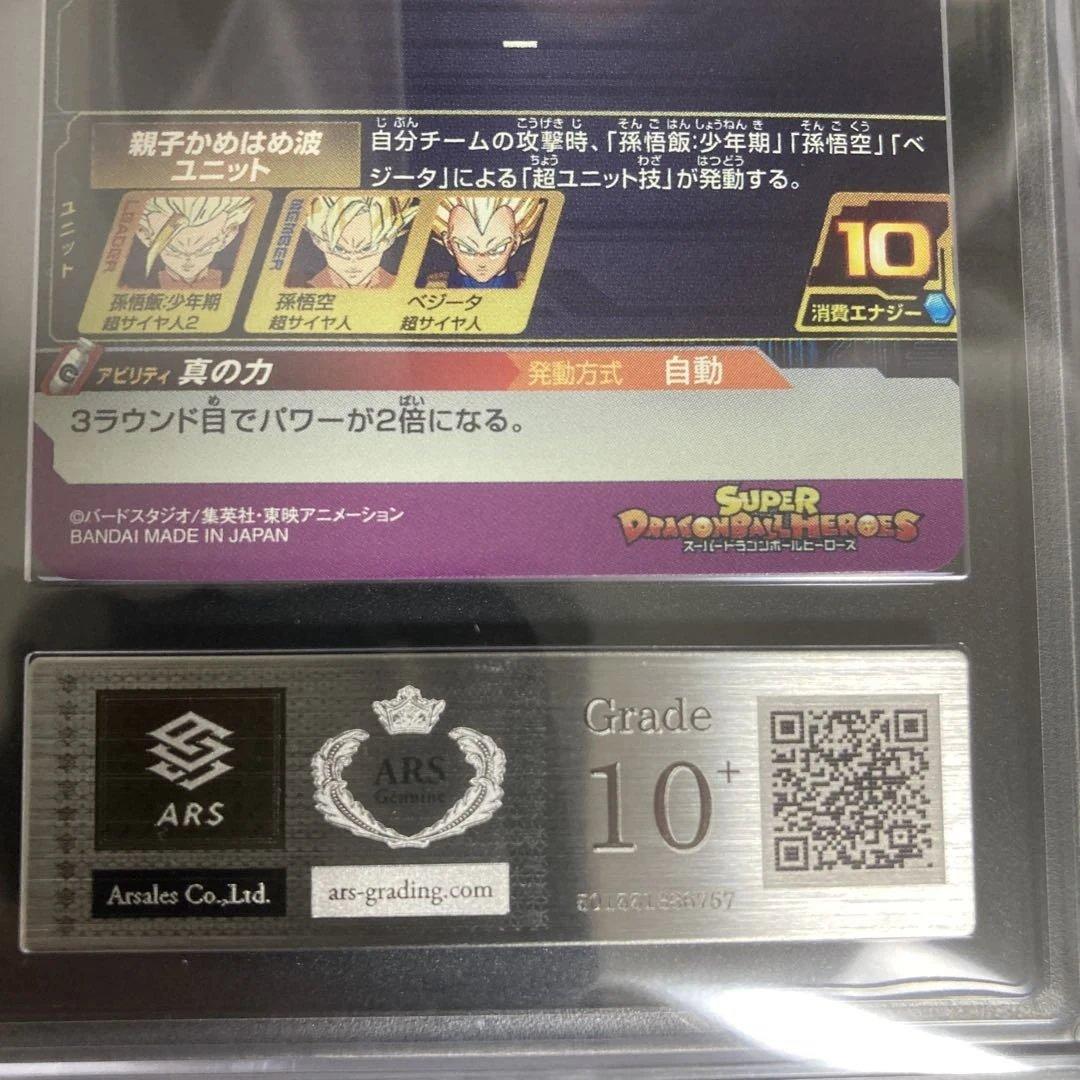 親子かめはめ波
ユニット
自分チームの攻撃時、「孫悟飯:少年期」「孫悟空」「ベ
ジータ」による「超ユニット技」が発動する。
ユニット
LEADER
孫悟飯:少年期
超サイヤ人2
MEMBER
孫悟空
超サイヤ人
ベジータ
超サイヤ人
10
消費エナジー
アビリティ 真の力
発動方式 自動
3ラウンド目でパワーが2倍になる。
©バードスタジオ/集英社・東映アニメーション
BANDAI MADE IN JAPAN
SUPER
DRAGONBALL HEROES
スーパードラゴンボールヒーローズ
ARS
Arsales Co.,Ltd.
ARS
Genuine
ars-grading.com
Grade
10+